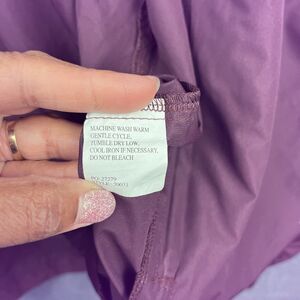 MACHINE WASH WARM
GENTLE CYCLE,
TUMBLE DRY LOW.
COOL IRON IF NECESSARY,
DO NOT BLEACH